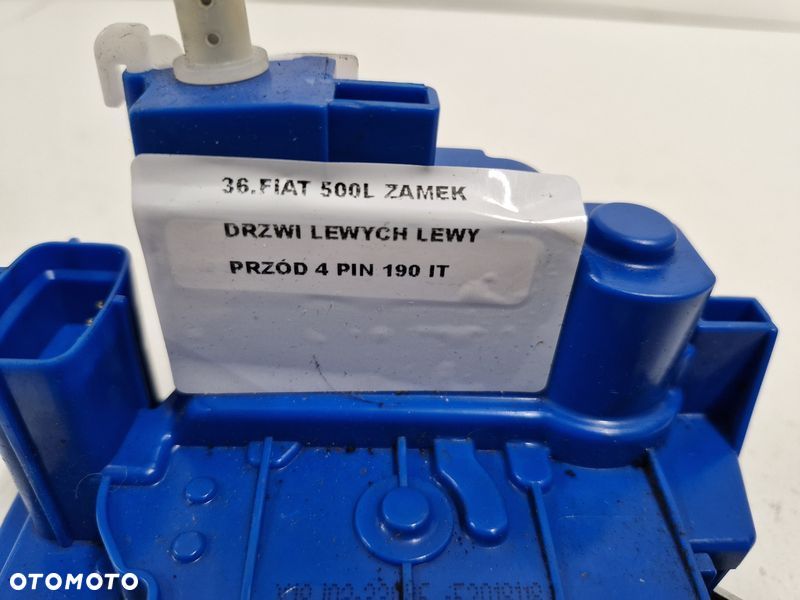 36.FIAT 500L ZAMEK
DRZWI LEWYCH LEWY
PRZÓD 4 PIN 190 IT
OTOMOTO